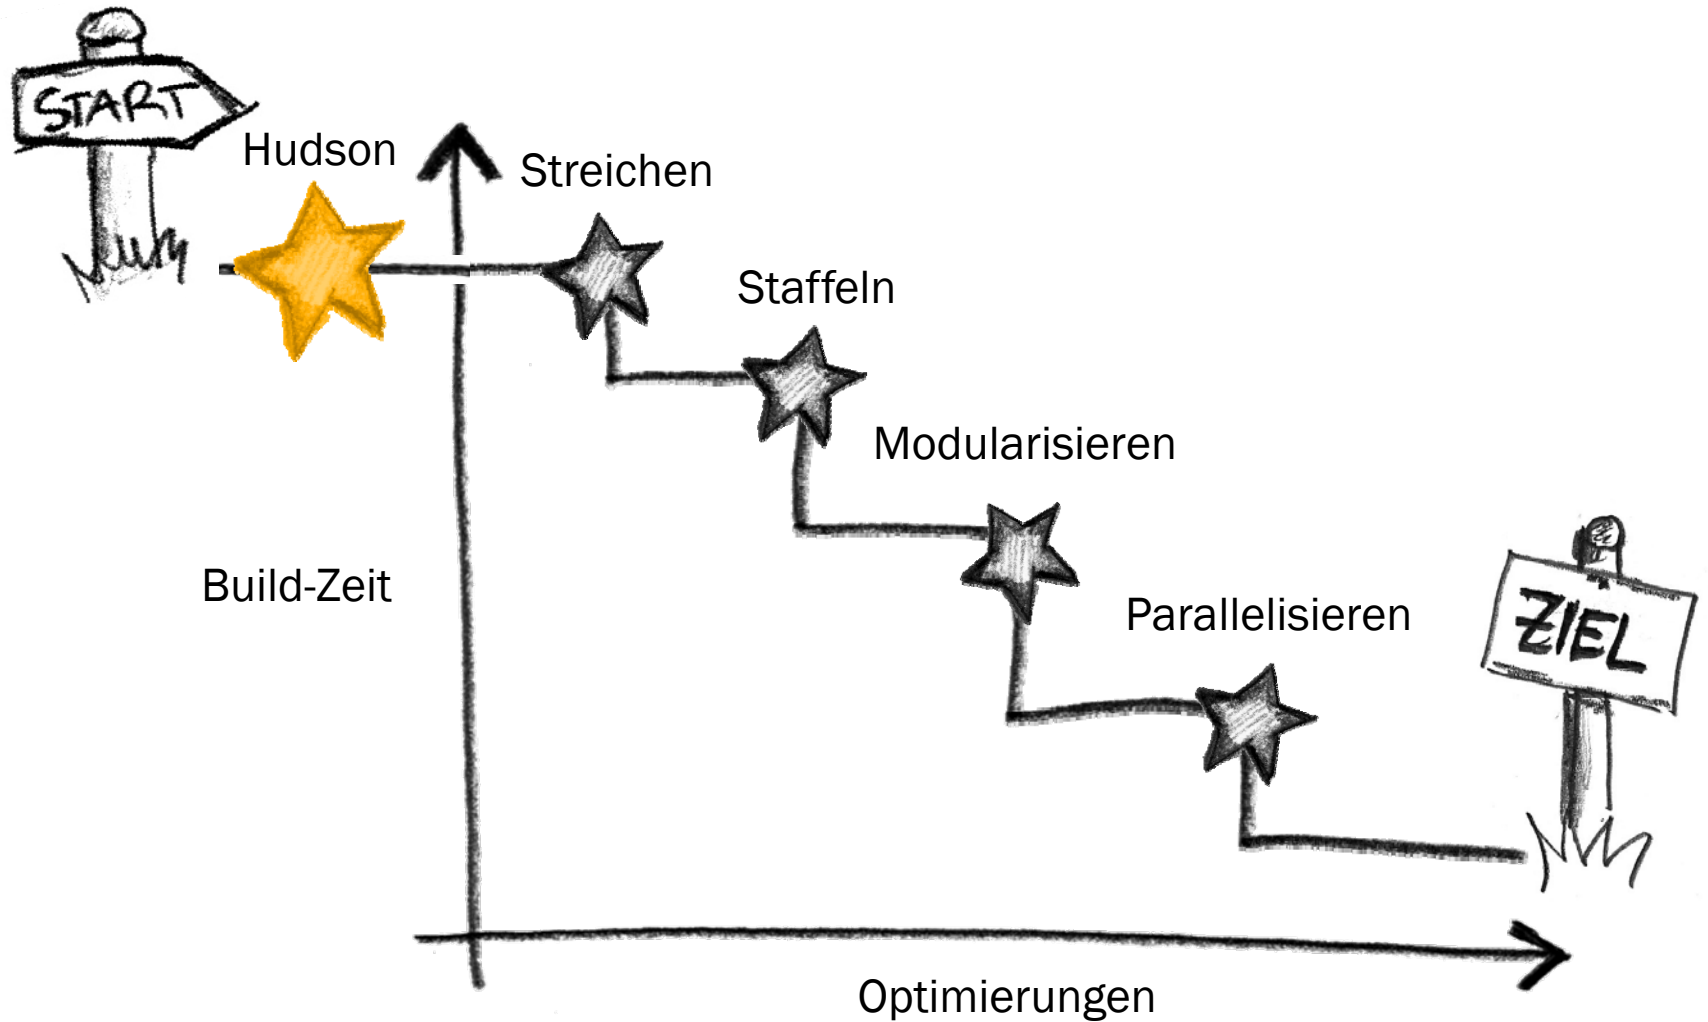 START
Hudson
Streichen
Staffeln
Modularisieren
Build-Zeit
Parallelisieren
ZIEL
Optimierungen